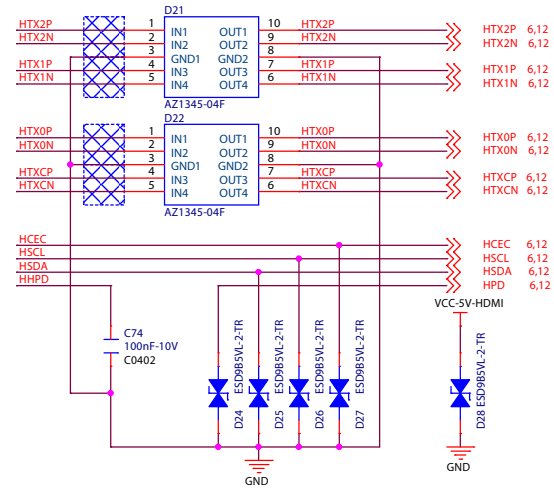 D21
HTX2P 1 IN1 OUT1 10 HTX2P HTX2P 6,12
HTX2N 2 IN2 OUT2 9 HTX2N HTX2N 6,12
3 GND1 GND2 8
HTX1P 4 IN3 OUT3 7 HTX1P HTX1P 6,12
HTX1N 5 IN4 OUT4 6 HTX1N HTX1N 6,12
AZ1345-04F
D22
HTX0P 1 IN1 OUT1 10 HTX0P HTX0P 6,12
HTX0N 2 IN2 OUT2 9 HTX0N HTX0N 6,12
3 GND1 GND2 8
HTXCP 4 IN3 OUT3 7 HTXCP HTXCP 6,12
HTXCN 5 IN4 OUT4 6 HTXCN HTXCN 6,12
AZ1345-04F
HCEC HCEC 6,12
HSCL HSCL 6,12
HSDA HSDA 6,12
HHPD HPD 6,12
VCC-5V-HDMI
C74
100nF-10V
C0402
D24 ESD9B5VL-2-TR
D25 ESD9B5VL-2-TR
D26 ESD9B5VL-2-TR
D27 ESD9B5VL-2-TR
D28 ESD9B5VL-2-TR
GND
GND